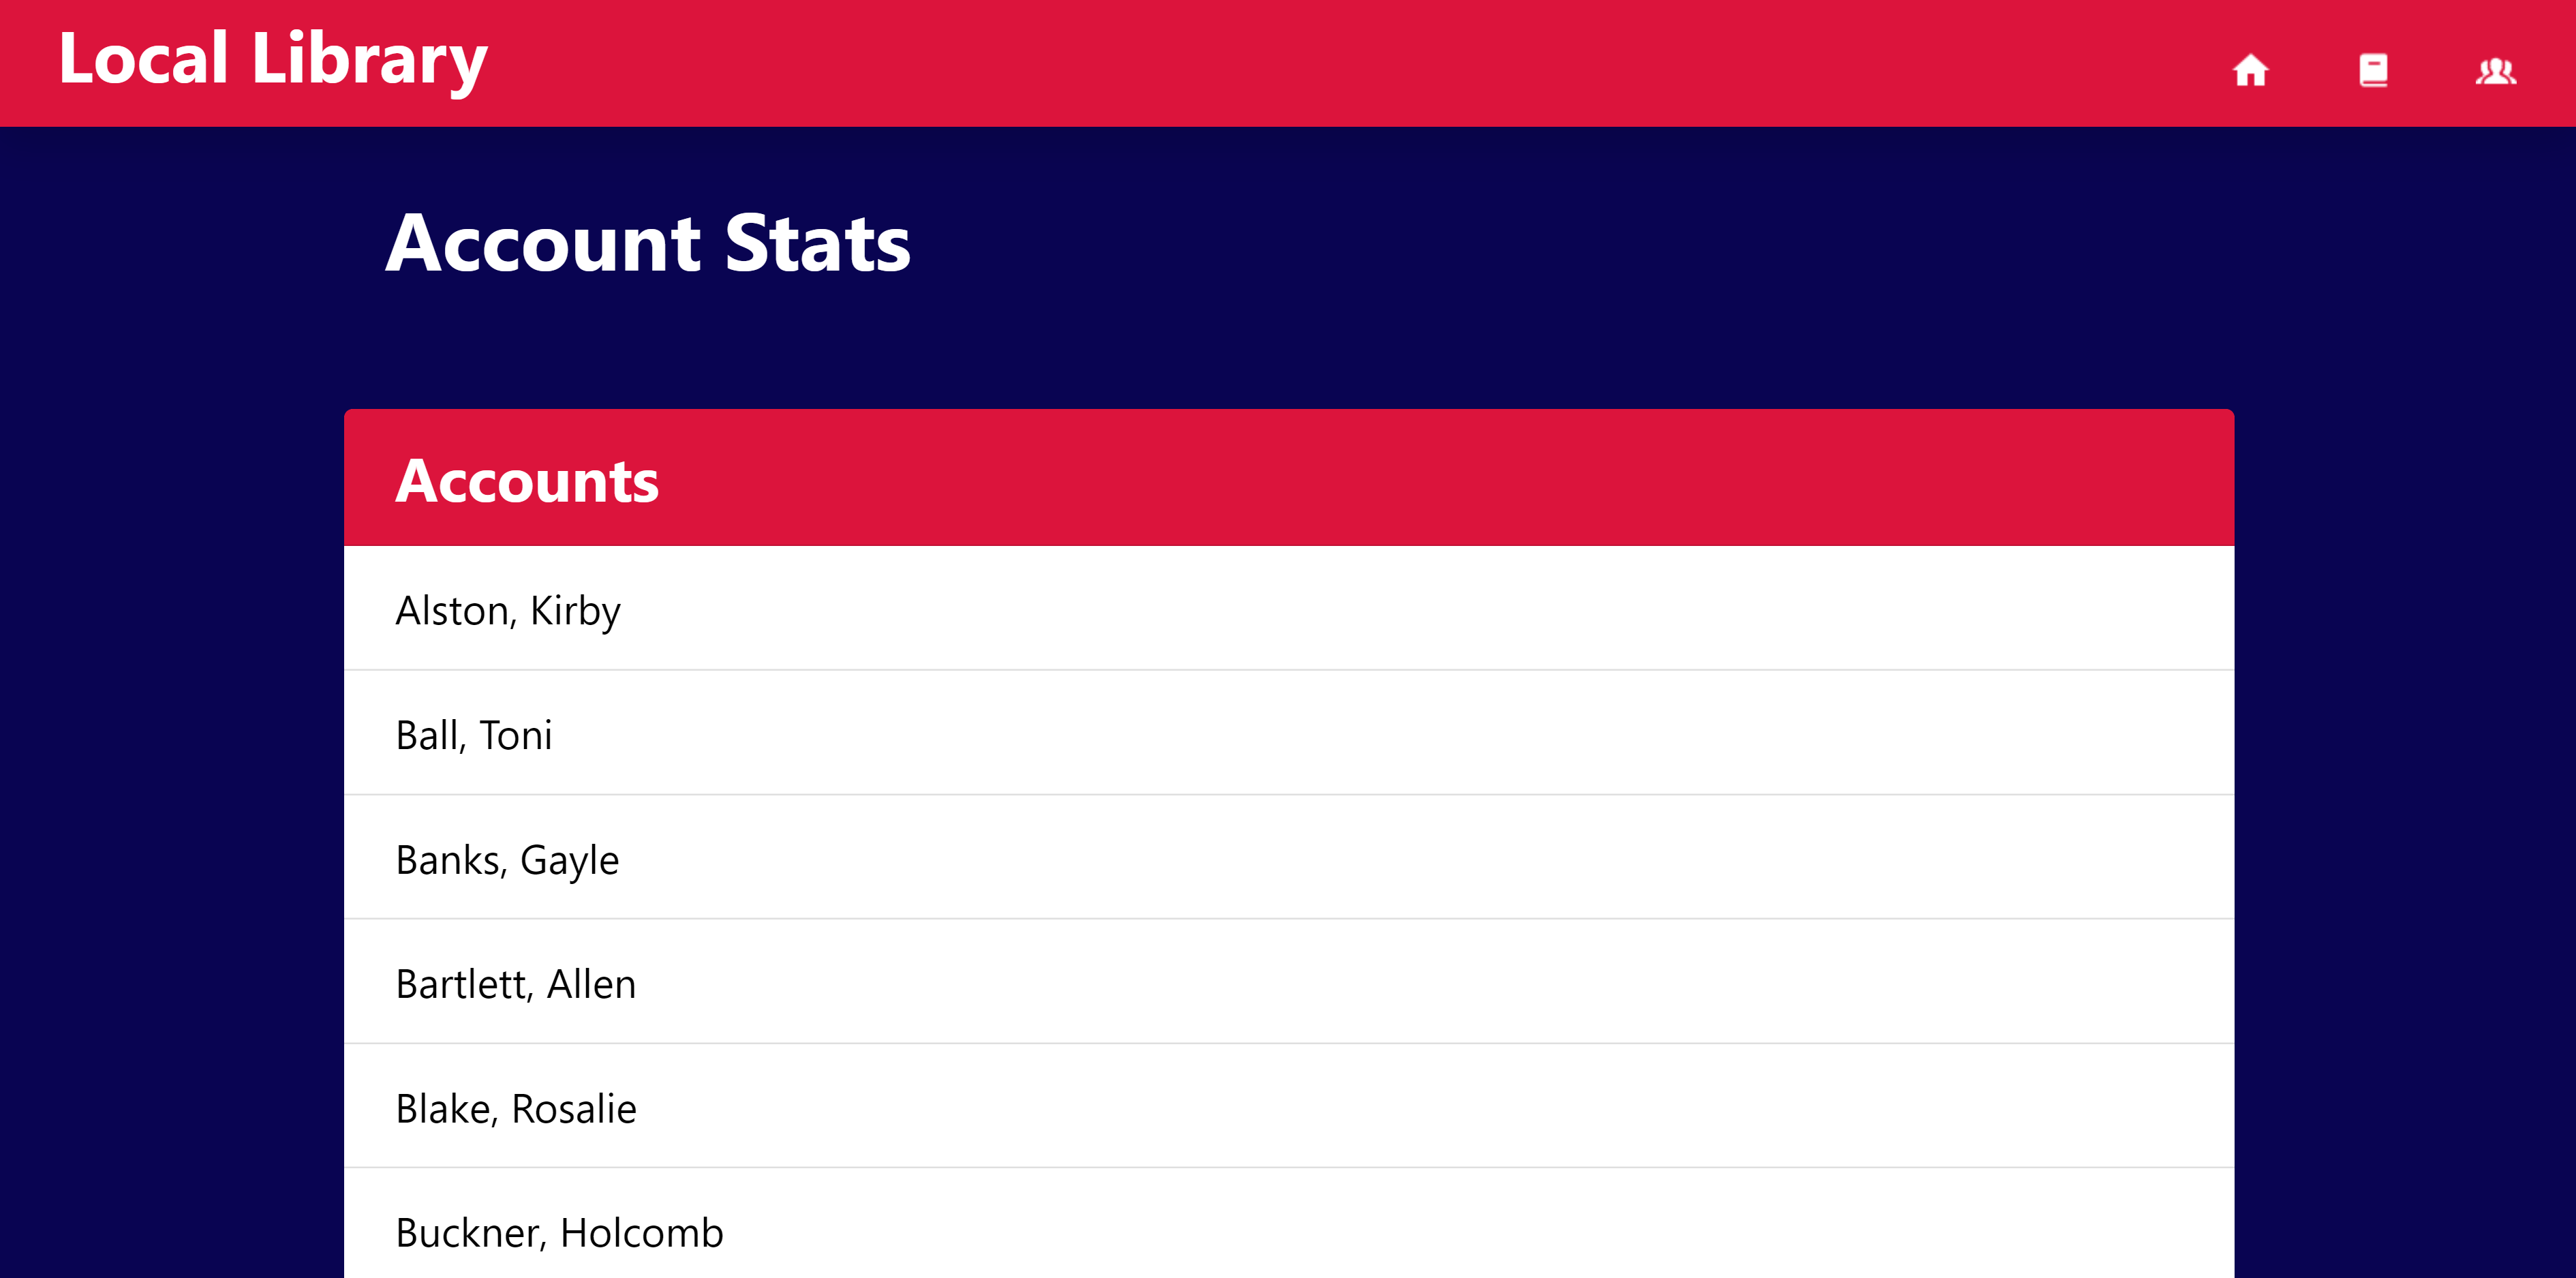 Local Library
Account Stats
Accounts
Alston, Kirby
Ball, Toni
Banks, Gayle
Bartlett, Allen
Blake, Rosalie
Buckner, Holcomb